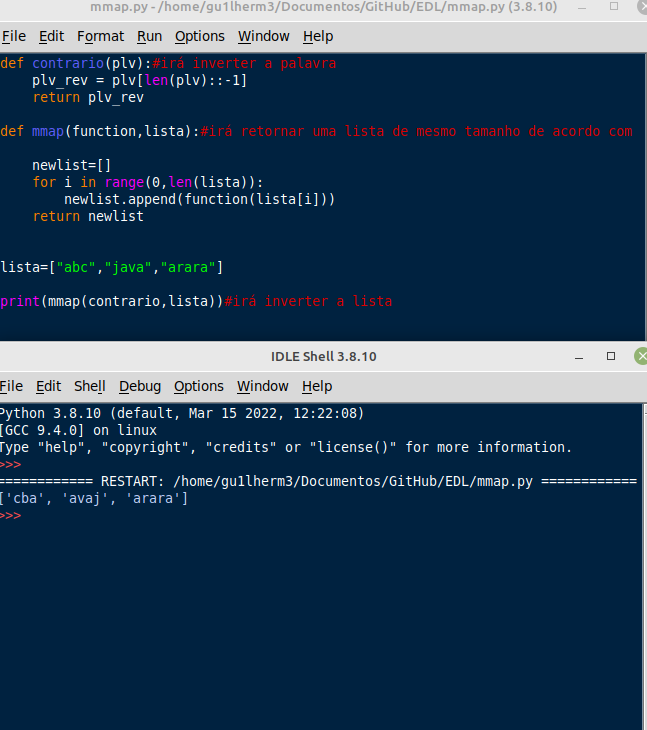 mmap.py - /home/gu1lherm3/Documentos/GitHub/EDL/mmap.py (3.8.10)
File Edit Format Run Options Window Help
def contrario(plv):#irá inverter a palavra
    plv_rev = plv[len(plv)::-1]
    return plv_rev
def mmap(function,lista):#irá retornar uma lista de mesmo tamanho de acordo com
    newlist=[]
    for i in range(0,len(lista)):
        newlist.append(function(lista[i]))
    return newlist
lista=["abc","java","arara"]
print(mmap(contrario,lista))#irá inverter a lista
IDLE Shell 3.8.10
File Edit Shell Debug Options Window Help
Python 3.8.10 (default, Mar 15 2022, 12:22:08)
[GCC 9.4.0] on linux
Type "help", "copyright", "credits" or "license()" for more information.
>>>
============ RESTART: /home/gu1lherm3/Documentos/GitHub/EDL/mmap.py ============
['cba', 'avaj', 'arara']
>>>